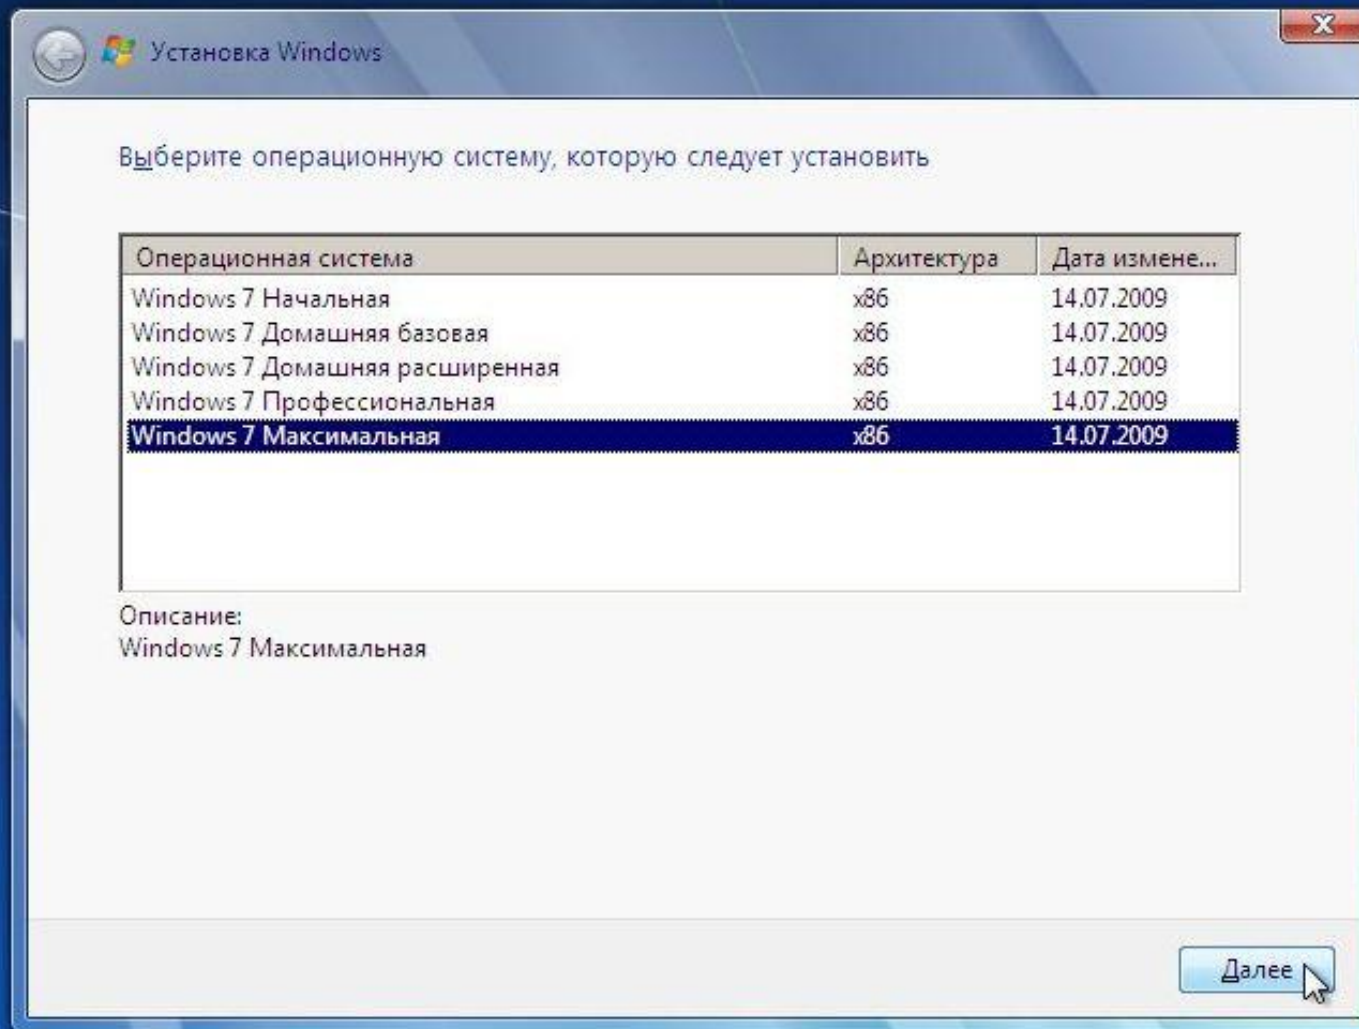 Установка Windows
Выберите операционную систему, которую следует установить
Операционная система Архитектура Дата измене...
Windows 7 Начальная x86 14.07.2009
Windows 7 Домашняя базовая x86 14.07.2009
Windows 7 Домашняя расширенная x86 14.07.2009
Windows 7 Профессиональная x86 14.07.2009
Windows 7 Максимальная x86 14.07.2009
Описание:
Windows 7 Максимальная
Далее